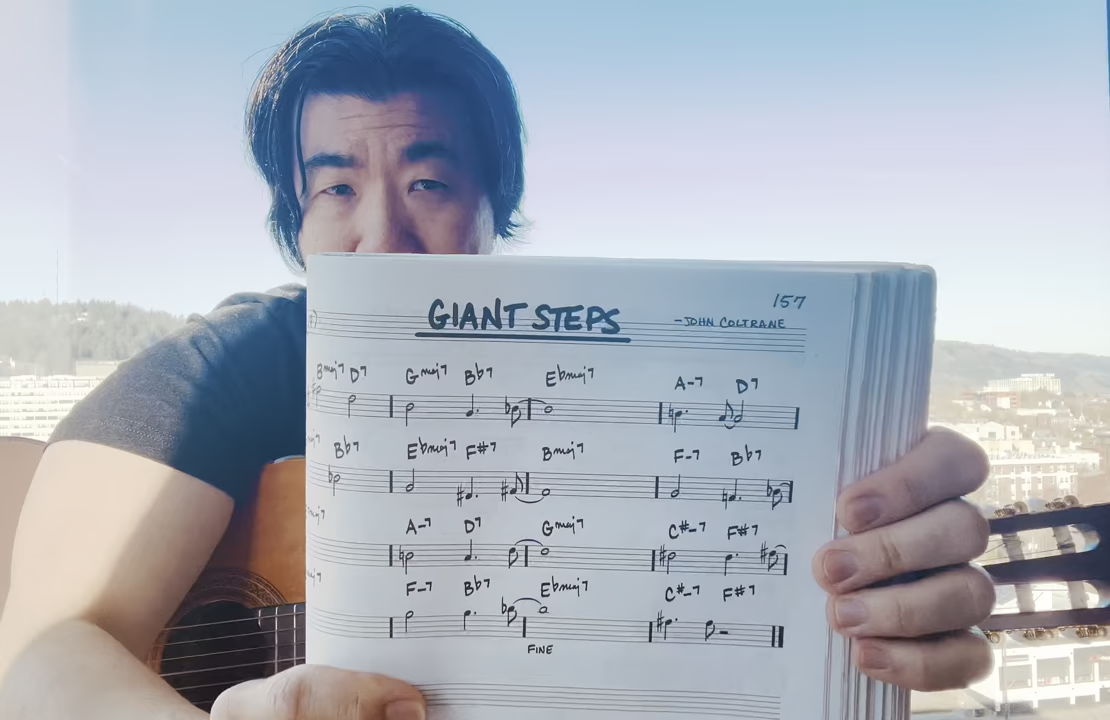 157
GIANT STEPS
-JOHN COLTRANE
Bmaj7 D7 Gmaj7 Bb7 Ebmaj7 A-7 D7
Bb7 Ebmaj7 F#7 Bmaj7 F-7 Bb7
A-7 D7 Gmaj7 C#-7 F#7
F-7 Bb7 Ebmaj7 C#-7 F#7
FINE